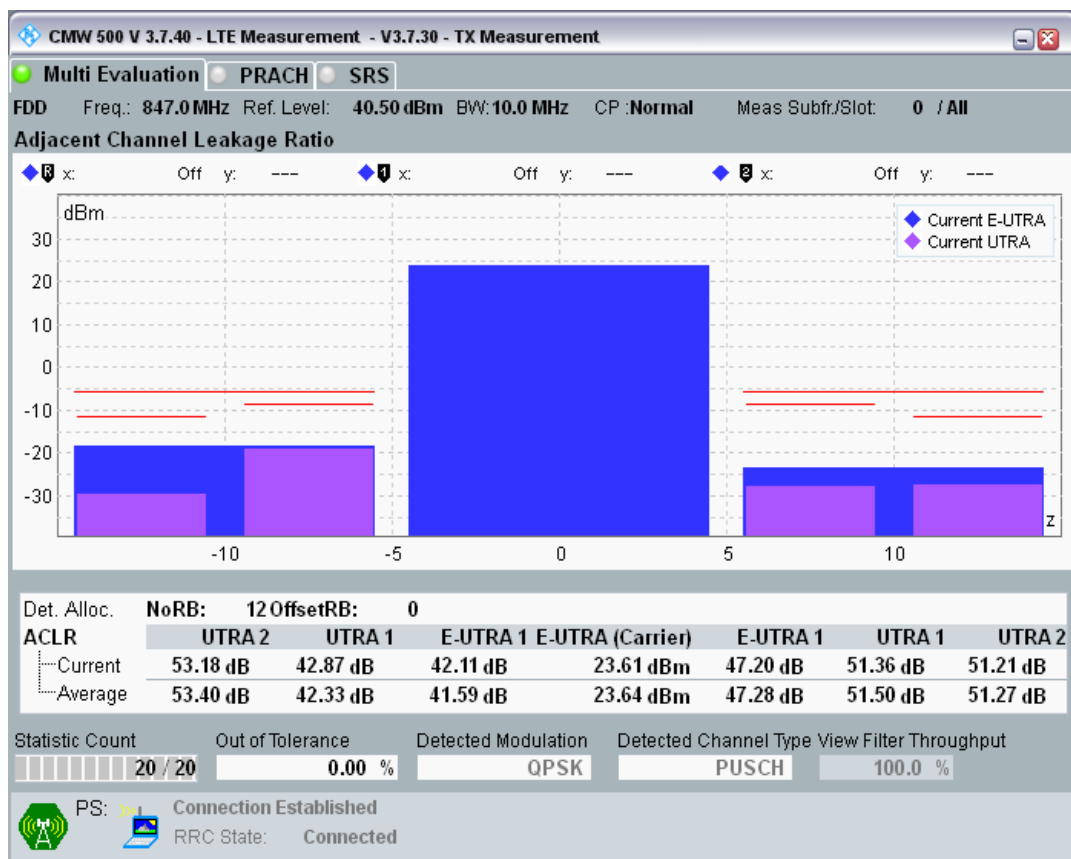 CMW 500 V 3.7.40 - LTE Measurement - V3.7.30 - TX Measurement
Multi Evaluation PRACH SRS
FDD Freq.: 847.0 MHz Ref. Level: 40.50 dBm BW: 10.0 MHz CP :Normal Meas Subfr./Slot: 0 / All
Adjacent Channel Leakage Ratio
R x: Off y: --- 1 x: Off y: --- 2 x: Off y: ---
dBm
Current E-UTRA
Current UTRA
30
20
10
0
-10
-20
-30
z
-10 -5 0 5 10
Det. Alloc. NoRB: 12 OffsetRB: 0
ACLR UTRA 2 UTRA 1 E-UTRA 1 E-UTRA (Carrier) E-UTRA 1 UTRA 1 UTRA 2
Current 53.18 dB 42.87 dB 42.11 dB 23.61 dBm 47.20 dB 51.36 dB 51.21 dB
Average 53.40 dB 42.33 dB 41.59 dB 23.64 dBm 47.28 dB 51.50 dB 51.27 dB
Statistic Count Out of Tolerance Detected Modulation Detected Channel Type View Filter Throughput
20 / 20 0.00 % QPSK PUSCH 100.0 %
PS: Connection Established
RRC State: Connected